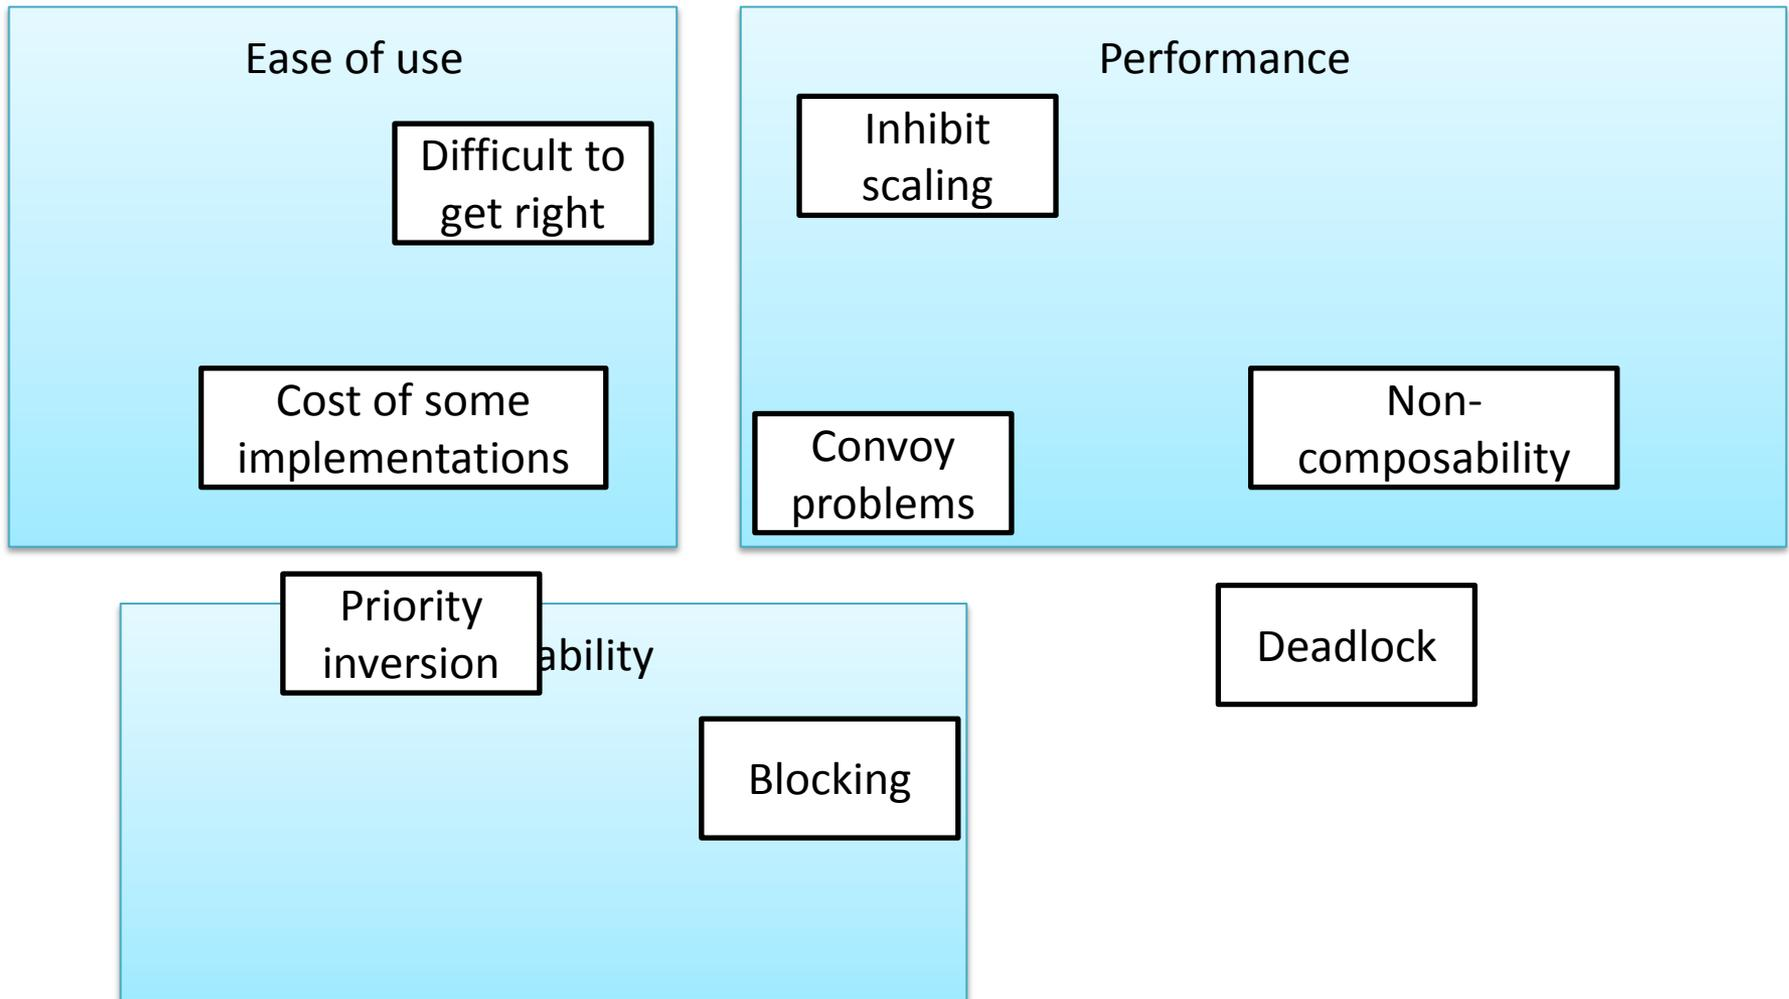 Ease of use
Performance
Difficult to
get right
Inhibit
scaling
Cost of some
implementations
Convoy
problems
Non-
composability
Priority
inversion
ability
Deadlock
Blocking